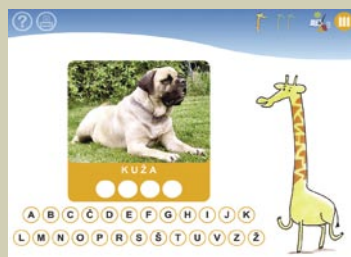 ?
KUŽA
A B C Č D E F G H I J K
L M N O P R S Š T U V Z Ž